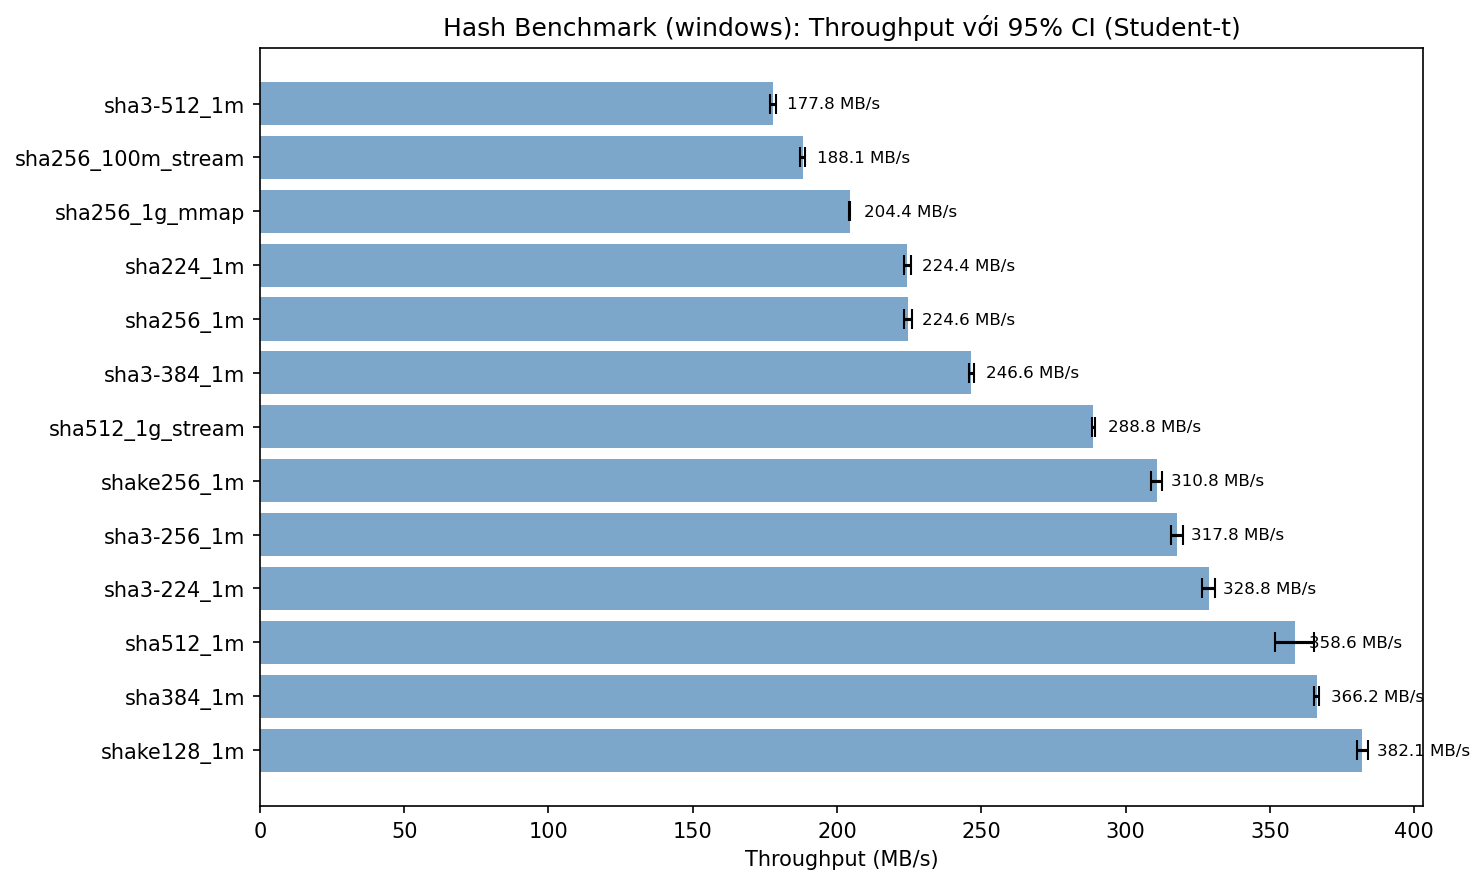 Hash Benchmark (windows): Throughput với 95% CI (Student-t)
sha3-512_1m 177.8 MB/s
sha256_100m_stream 188.1 MB/s
sha256_1g_mmap 204.4 MB/s
sha224_1m 224.4 MB/s
sha256_1m 224.6 MB/s
sha3-384_1m 246.6 MB/s
sha512_1g_stream 288.8 MB/s
shake256_1m 310.8 MB/s
sha3-256_1m 317.8 MB/s
sha3-224_1m 328.8 MB/s
sha512_1m 358.6 MB/s
sha384_1m 366.2 MB/s
shake128_1m 382.1 MB/s
0 50 100 150 200 250 300 350 400
Throughput (MB/s)